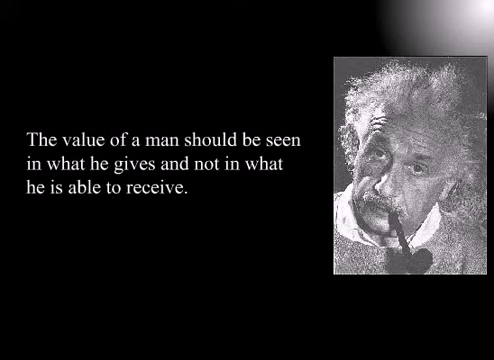 The value of a man should be seen
in what he gives and not in what
he is able to receive.